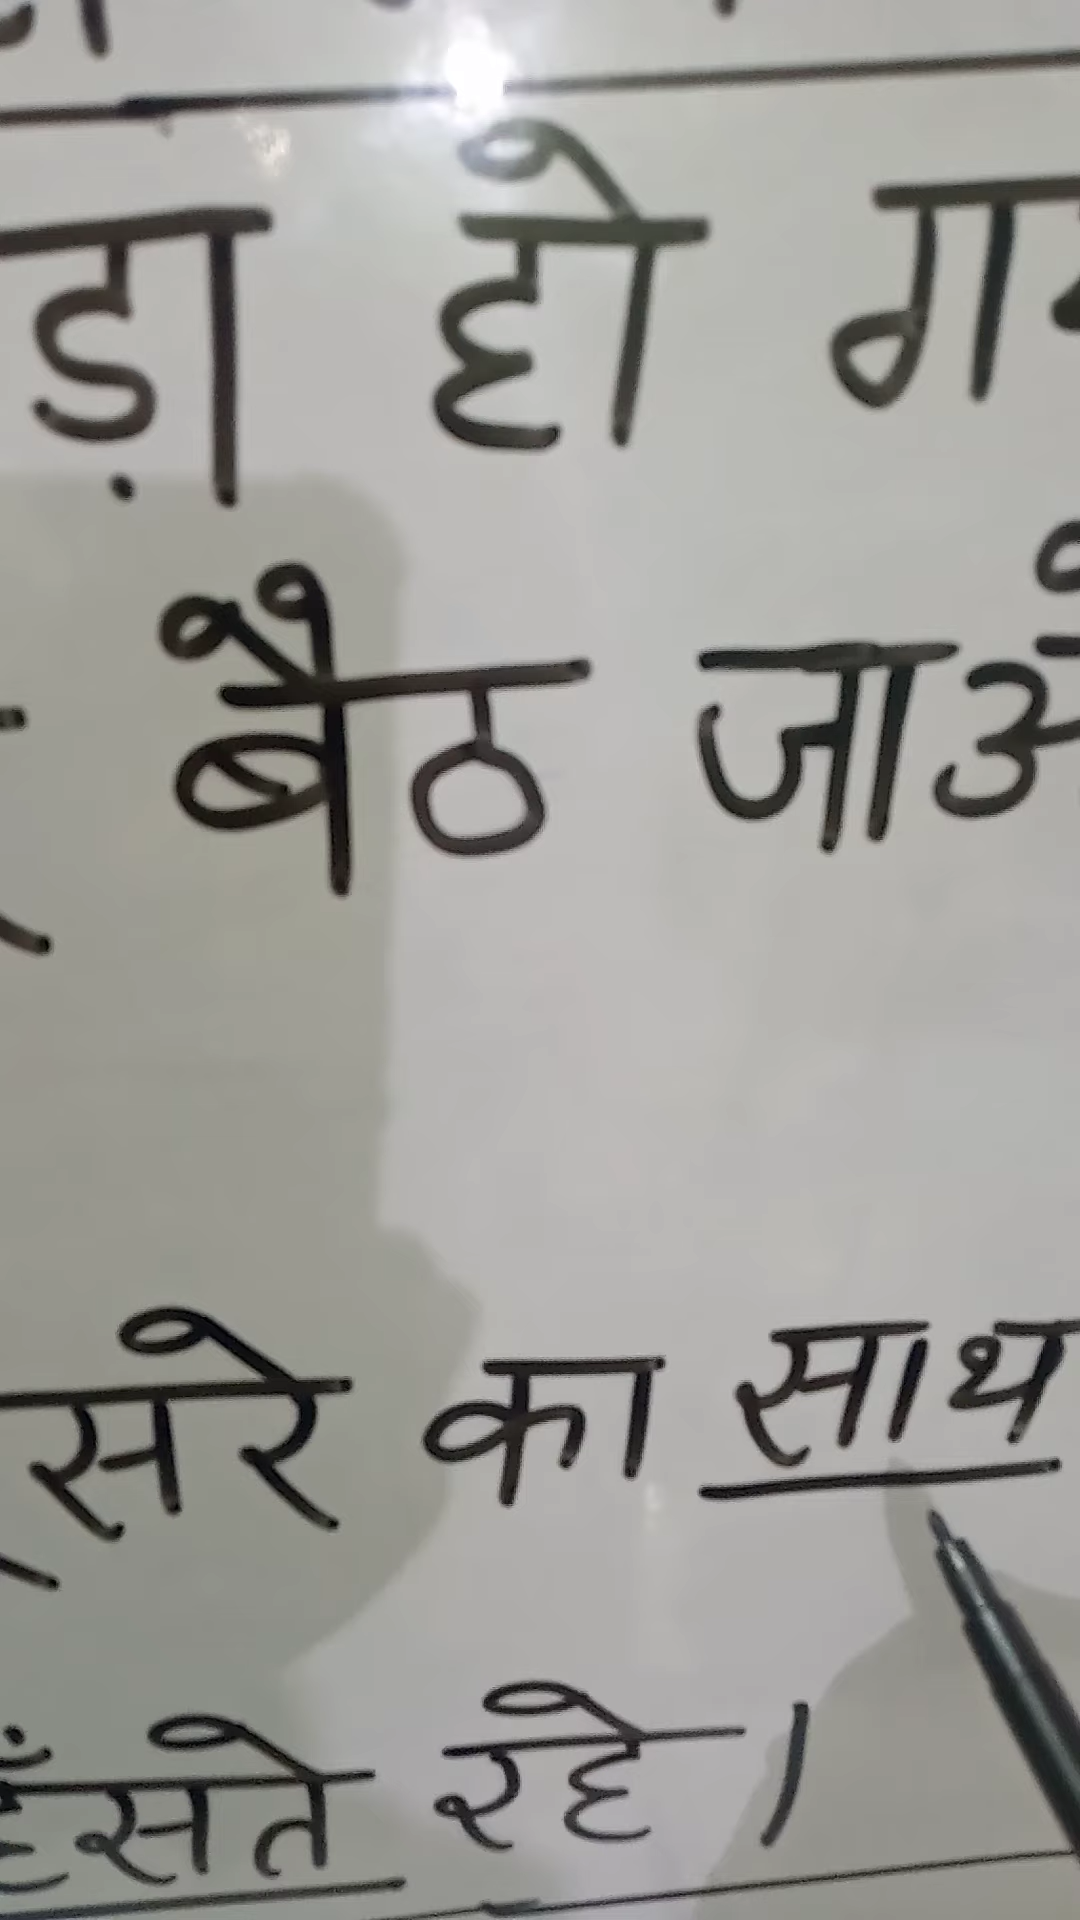 ड़ा हो
बैठ
सरे का साथ
हँसते रहे।